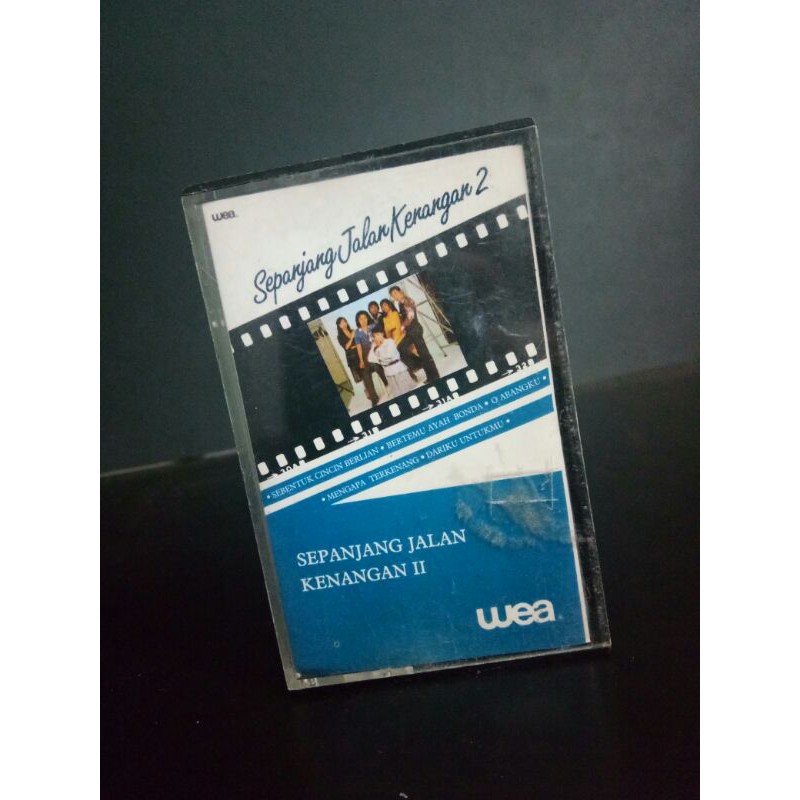 wea.
Sepanjang Jalan Kenangan 2
• SEBENTUK CINCIN BERLIAN • BERTEMU AYAH BONDA • O ABANGKU •
• MENGAPA TERKENANG • DARIKU UNTUKMU •
SEPANJANG JALAN
KENANGAN II
wea